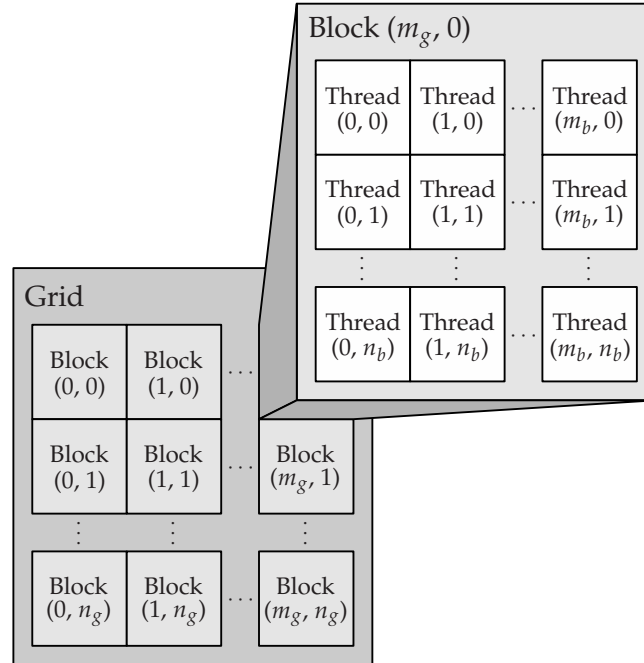 Block (m_g, 0)
Thread Thread Thread
(0, 0) (1, 0) ... (m_b, 0)
Thread Thread Thread
(0, 1) (1, 1) ... (m_b, 1)
Thread Thread Thread
(0, n_b) (1, n_b) ... (m_b, n_b)
Grid
Block Block
(0, 0) (1, 0) ...
Block Block Block
(0, 1) (1, 1) ... (m_g, 1)
Block Block Block
(0, n_g) (1, n_g) ... (m_g, n_g)